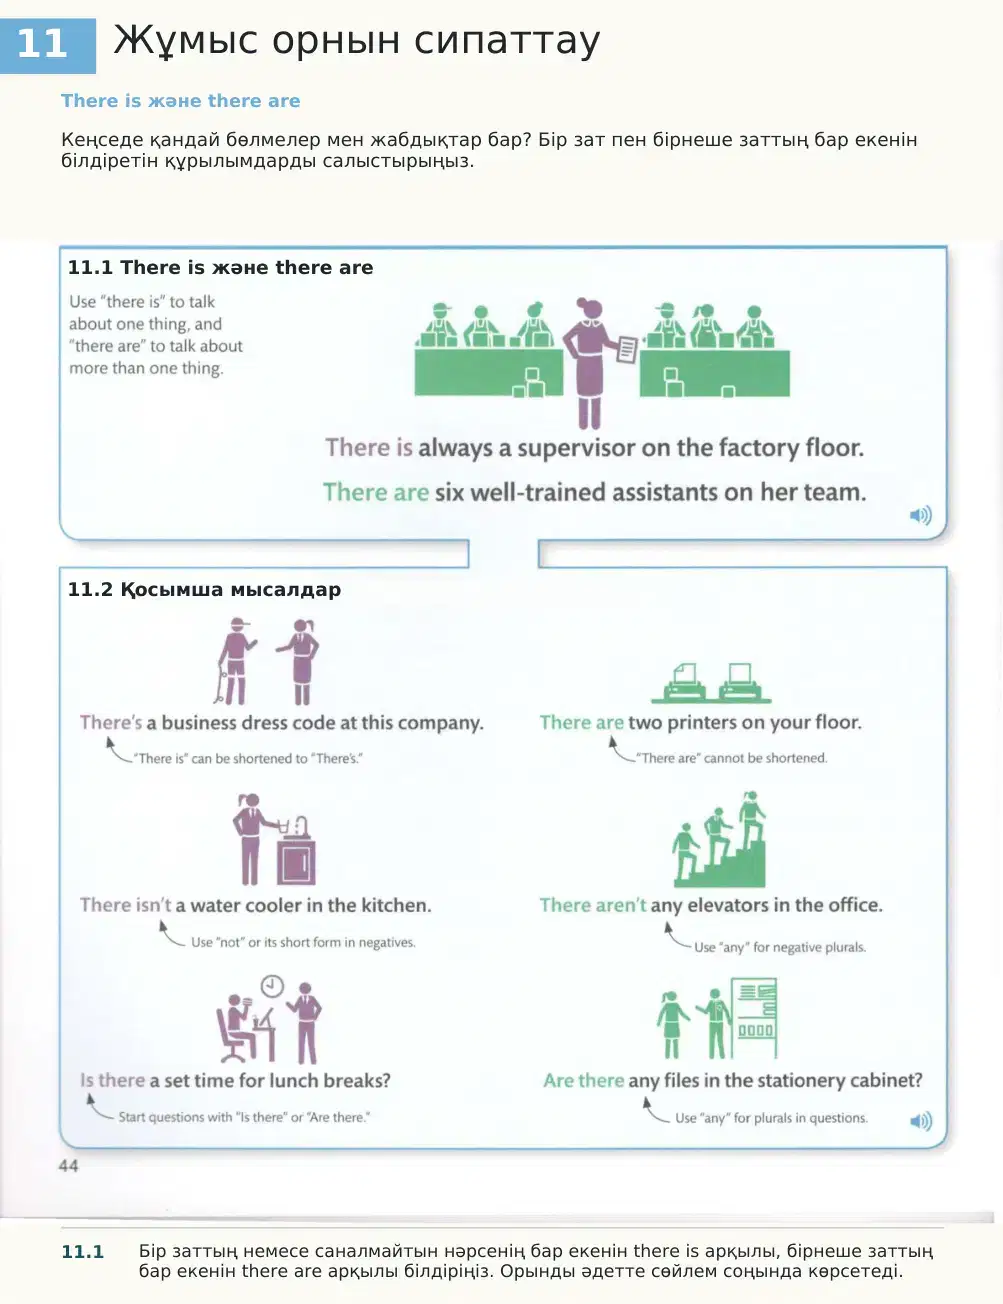 11
Жұмыс орнын сипаттау
There is және there are
Кеңседе қандай бөлмелер мен жабдықтар бар? Бір зат пен бірнеше заттың бар екенін
білдіретін құрылымдарды салыстырыңыз.
11.1 There is және there are
Use "there is" to talk
about one thing, and
"there are" to talk about
more than one thing.
There is always a supervisor on the factory floor.
There are six well-trained assistants on her team.
11.2 Қосымша мысалдар
There's a business dress code at this company.
"There is" can be shortened to "There's."
There are two printers on your floor.
"There are" cannot be shortened.
There isn't a water cooler in the kitchen.
Use "not" or its short form in negatives.
There aren't any elevators in the office.
Use "any" for negative plurals.
Is there a set time for lunch breaks?
Start questions with "Is there" or "Are there."
Are there any files in the stationery cabinet?
Use "any" for plurals in questions.
44
11.1 Бір заттың немесе саналмайтын нәрсенің бар екенін there is арқылы, бірнеше заттың
бар екенін there are арқылы білдіріңіз. Орынды әдетте сөйлем соңында көрсетеді.